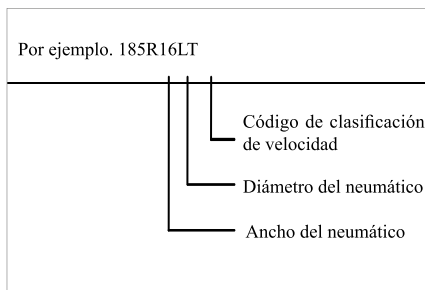 Por ejemplo. 185R16LT
Código de clasificación
de velocidad
Diámetro del neumático
Ancho del neumático